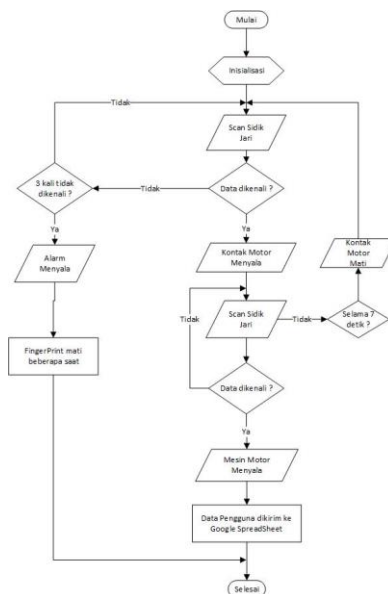 Mulai
Inisialisasi
Tidak
Scan Sidik
Jari
3 kali tidak
dikenali ?
Tidak
Data dikenali ?
Ya
Ya
Alarm
Menyala
Kontak Motor
Menyala
Kontak
Motor
Mati
Tidak
Scan Sidik
Jari
Tidak
Selama 7
detik ?
FingerPrint mati
beberapa saat
Data dikenali ?
Ya
Mesin Motor
Menyala
Data Pengguna dikirim ke
Google SpreadSheet
Selesai